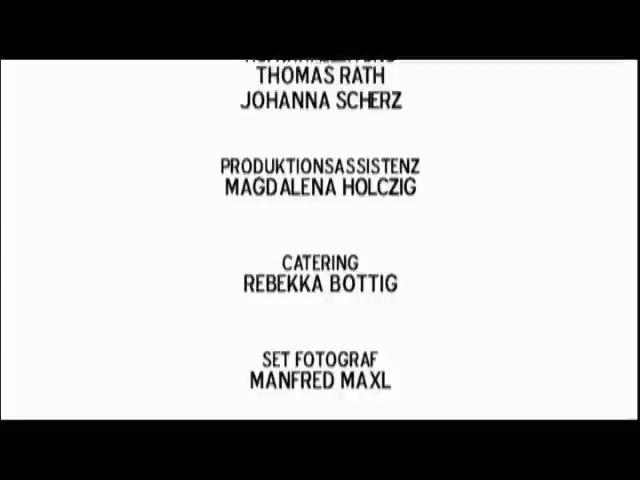 THOMAS RATH
JOHANNA SCHERZ
PRODUKTIONSASSISTENZ
MAGDALENA HOLCZIG
CATERING
REBEKKA BOTTIG
SET FOTOGRAF
MANFRED MAXL